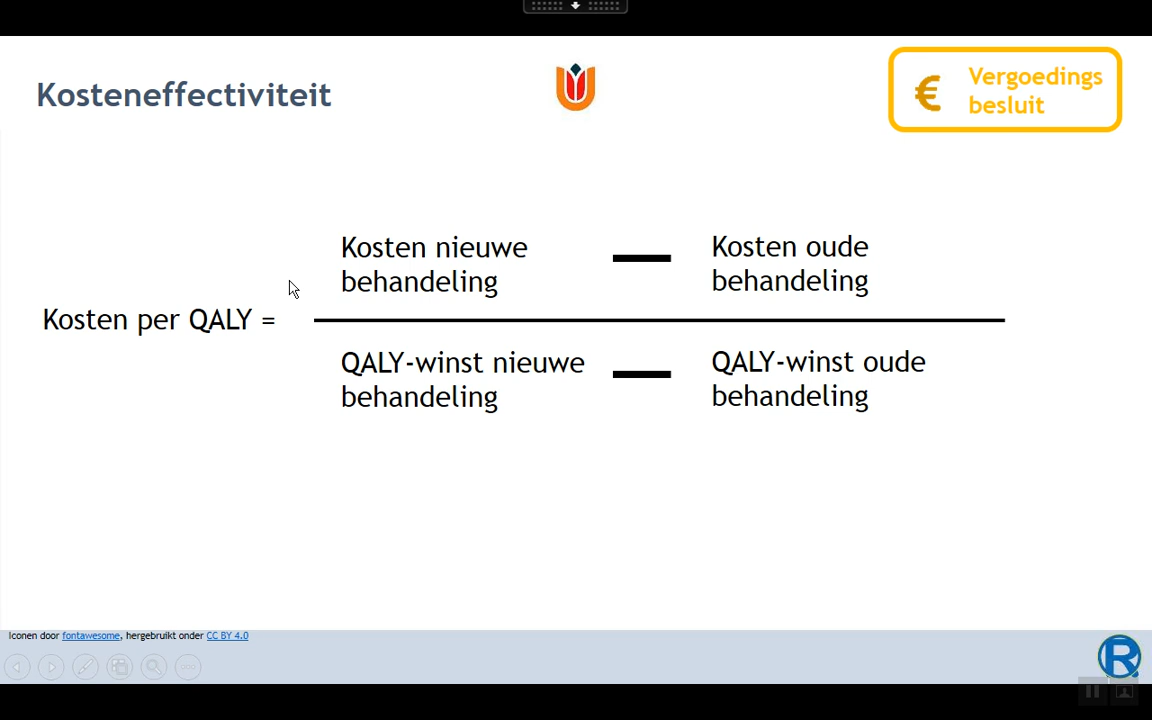 Kosteneffectiviteit
€ Vergoedings
besluit
Kosten nieuwe
behandeling
Kosten oude
behandeling
Kosten per QALY =
QALY-winst nieuwe
behandeling
QALY-winst oude
behandeling
Iconen door fontawesome, hergebruikt onder CC BY 4.0
R